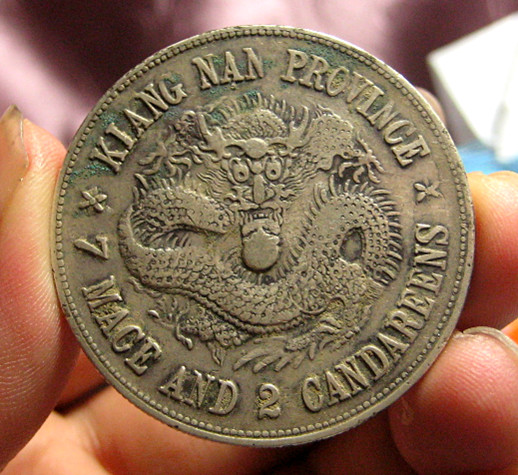 KIANG NAN PROVINCE
7 MACE AND 2 CANDAREENS